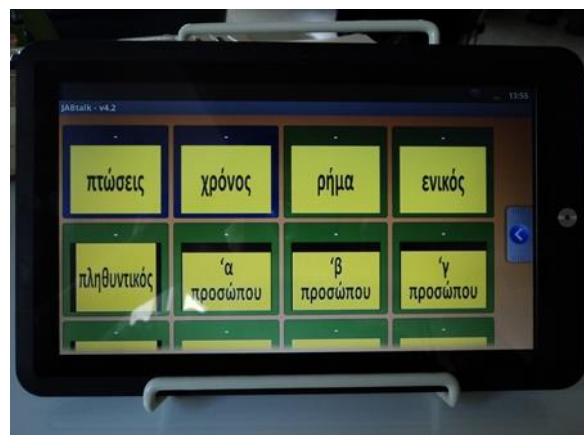 13:55
JABtalk - v4.2
πτώσεις
χρόνος
ρήμα
ενικός
πληθυντικός
‘α
προσώπου
‘β
προσώπου
‘γ
προσώπου